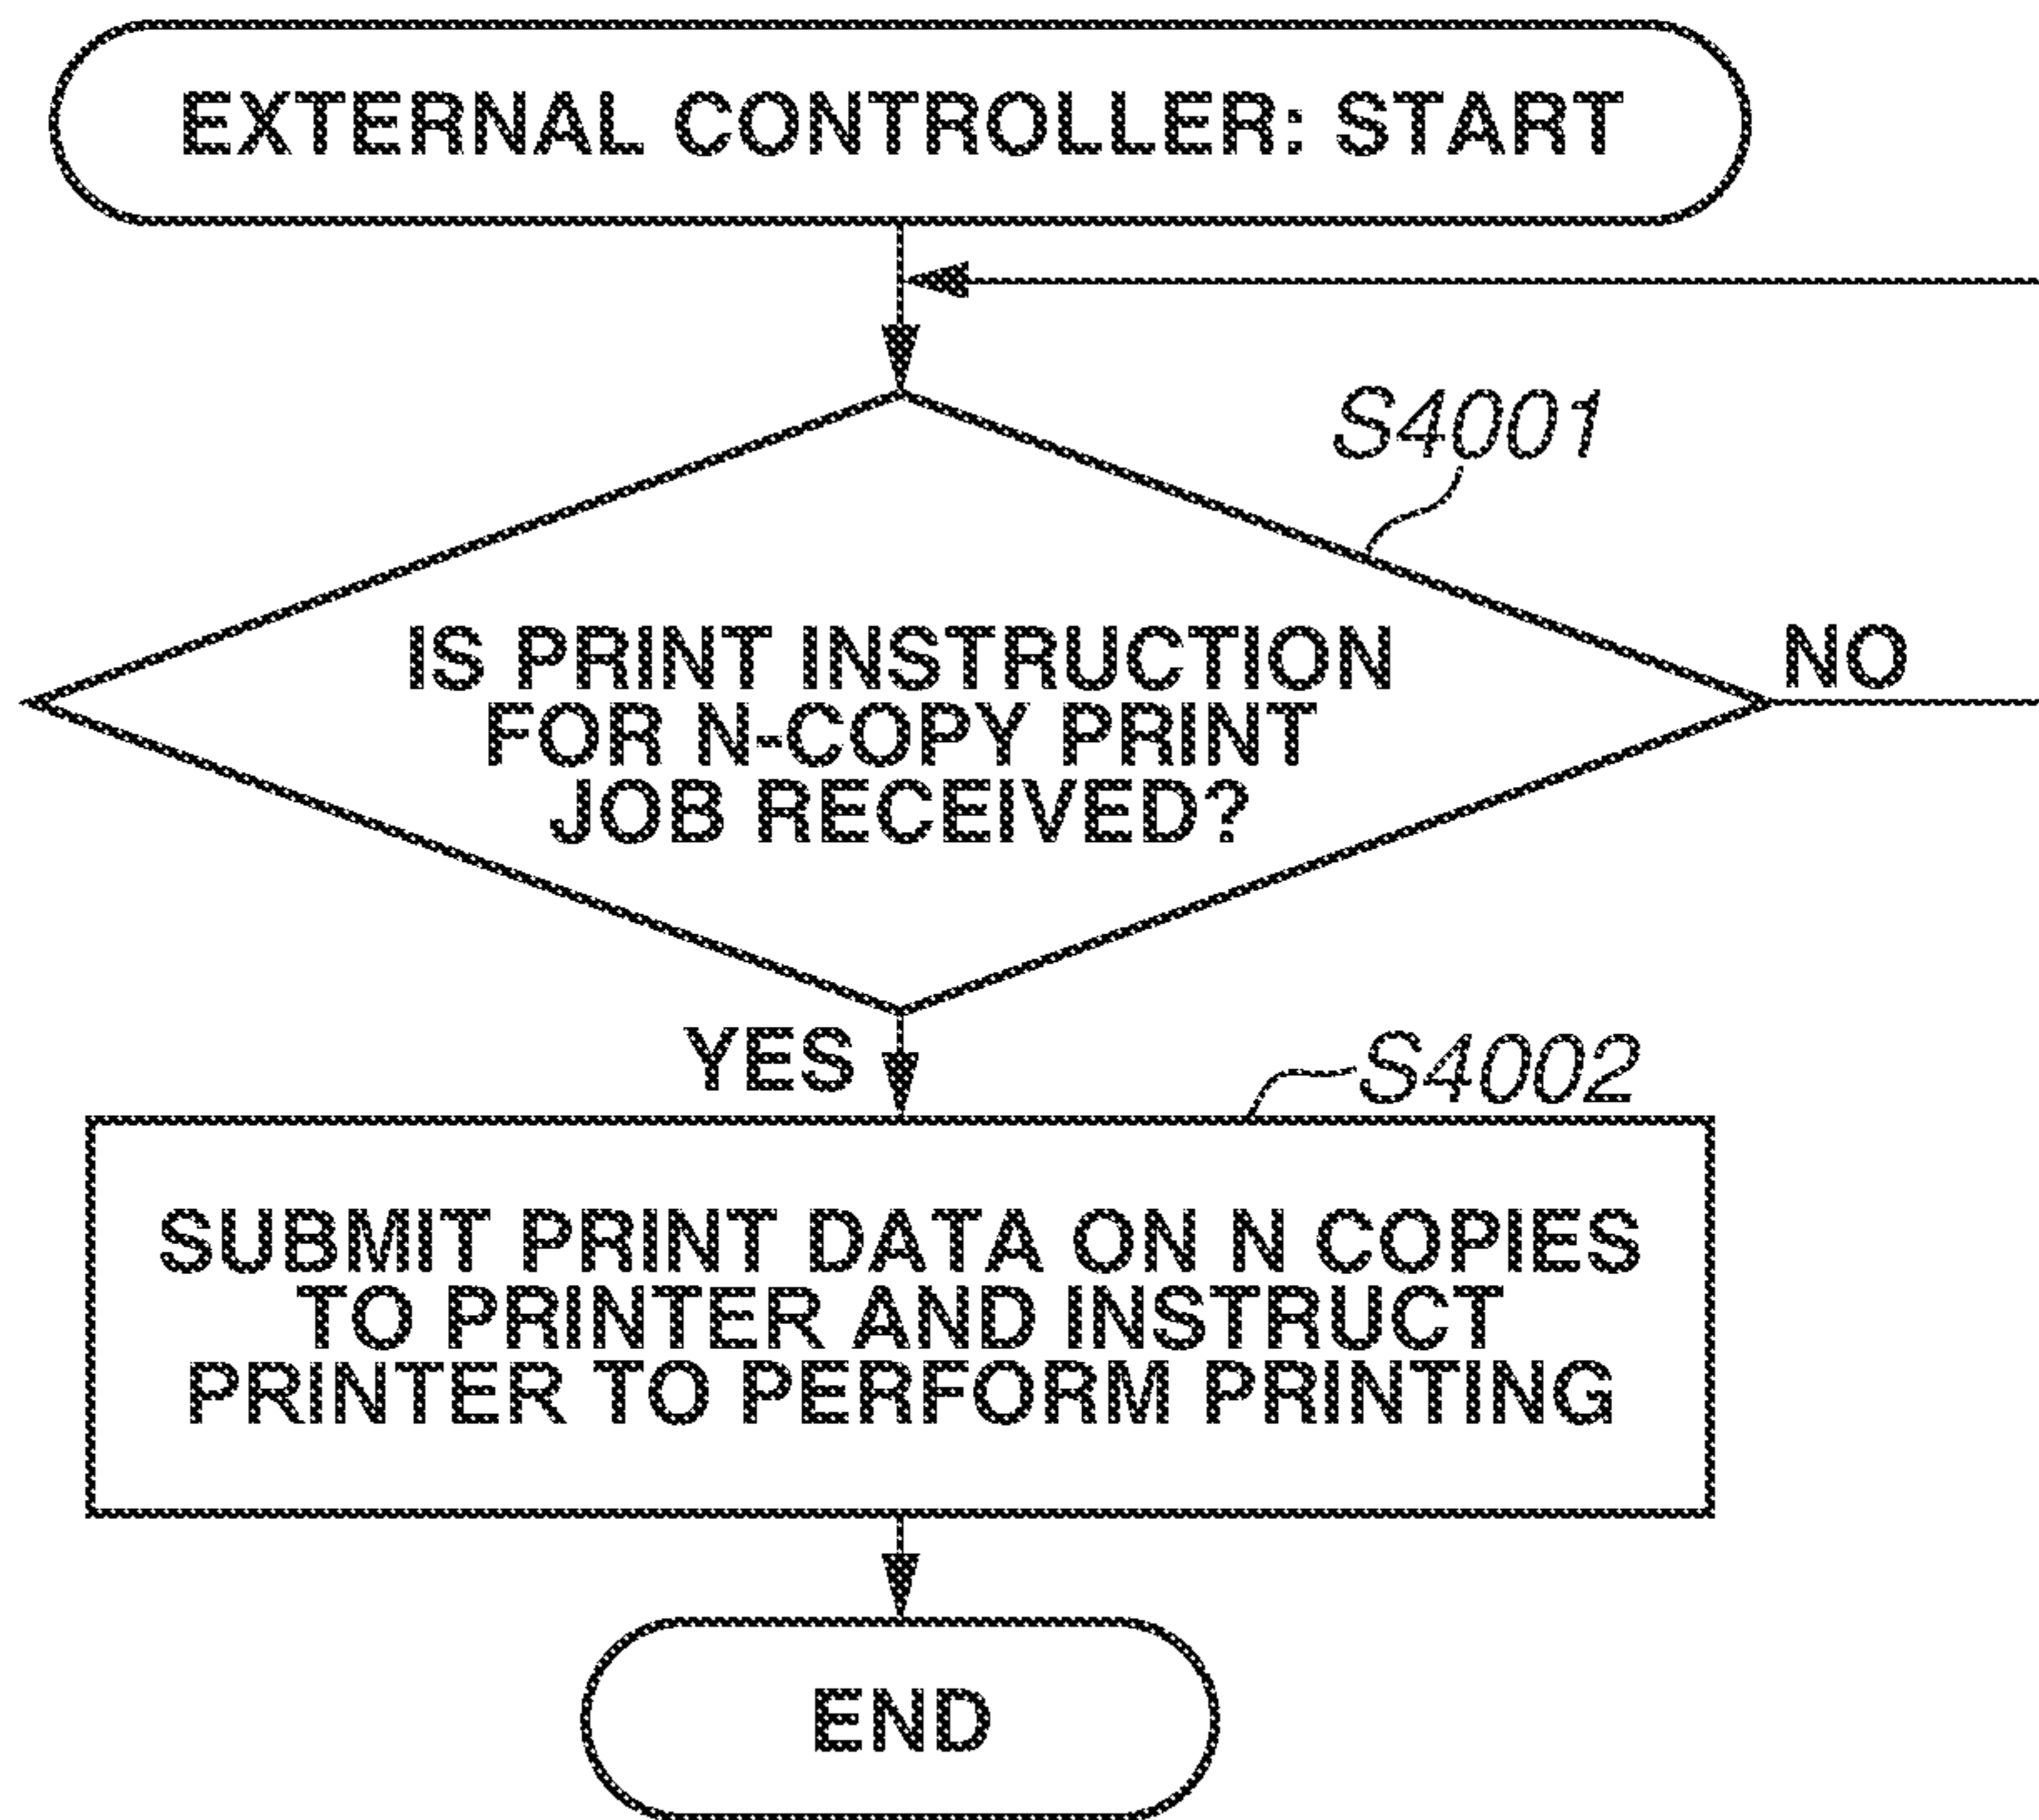 EXTERNAL CONTROLLER: START
S4001
IS PRINT INSTRUCTION
FOR N-COPY PRINT
JOB RECEIVED?
NO
YES
S4002
SUBMIT PRINT DATA ON N COPIES
TO PRINTER AND INSTRUCT
PRINTER TO PERFORM PRINTING
END